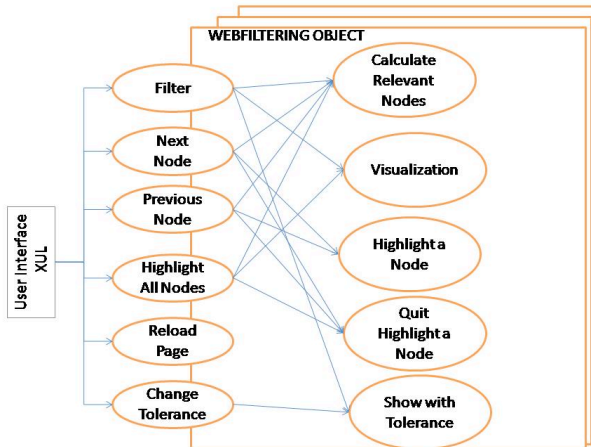 WEBFILTERING OBJECT
User Interface
XUL
Filter
Next
Node
Previous
Node
Highlight
All Nodes
Reload
Page
Change
Tolerance
Calculate
Relevant
Nodes
Visualization
Highlight a
Node
Quit
Highlight a
Node
Show with
Tolerance